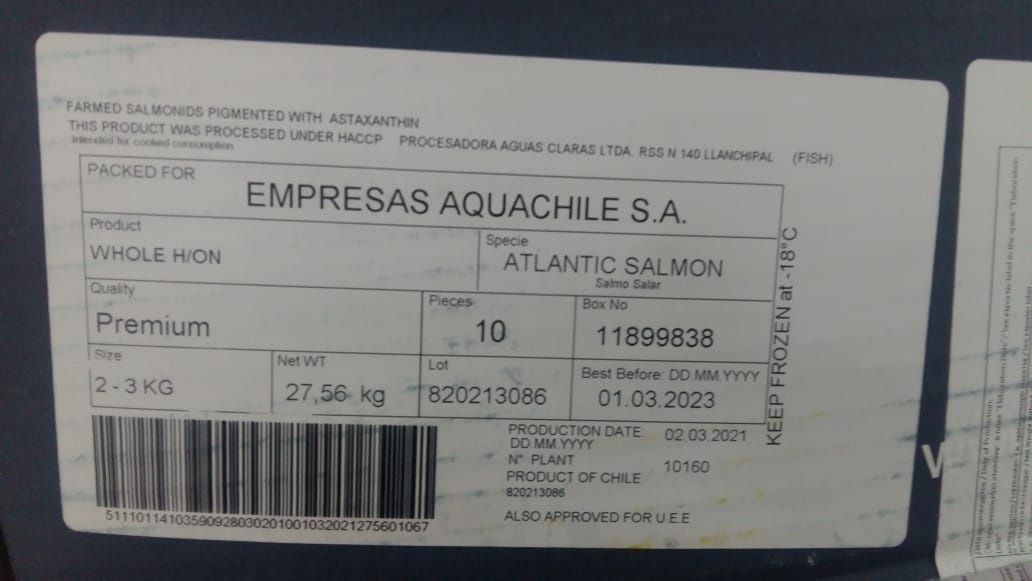 FARMED SALMONIDS PIGMENTED WITH ASTAXANTHIN
THIS PRODUCT WAS PROCESSED UNDER HACCP PROCESADORA AGUAS CLARAS LTDA. RSS N 140 LLANCHIPAL (FISH)
Intended for cooked consumption
PACKED FOR
EMPRESAS AQUACHILE S.A.
Product
WHOLE H/ON
Specie
ATLANTIC SALMON
Salmo Salar
Quality
Premium
Pieces
10
Box No
11899838
Size
2 - 3 KG
Net WT
27,56 kg
Lot
820213086
Best Before: DD.MM.YYYY
01.03.2023
KEEP FROZEN at -18°C
PRODUCTION DATE: 02.03.2021
DD.MM.YYYY
N° PLANT 10160
PRODUCT OF CHILE
820213086
ALSO APPROVED FOR U.E.E
51110114103590928030201001032021275601067